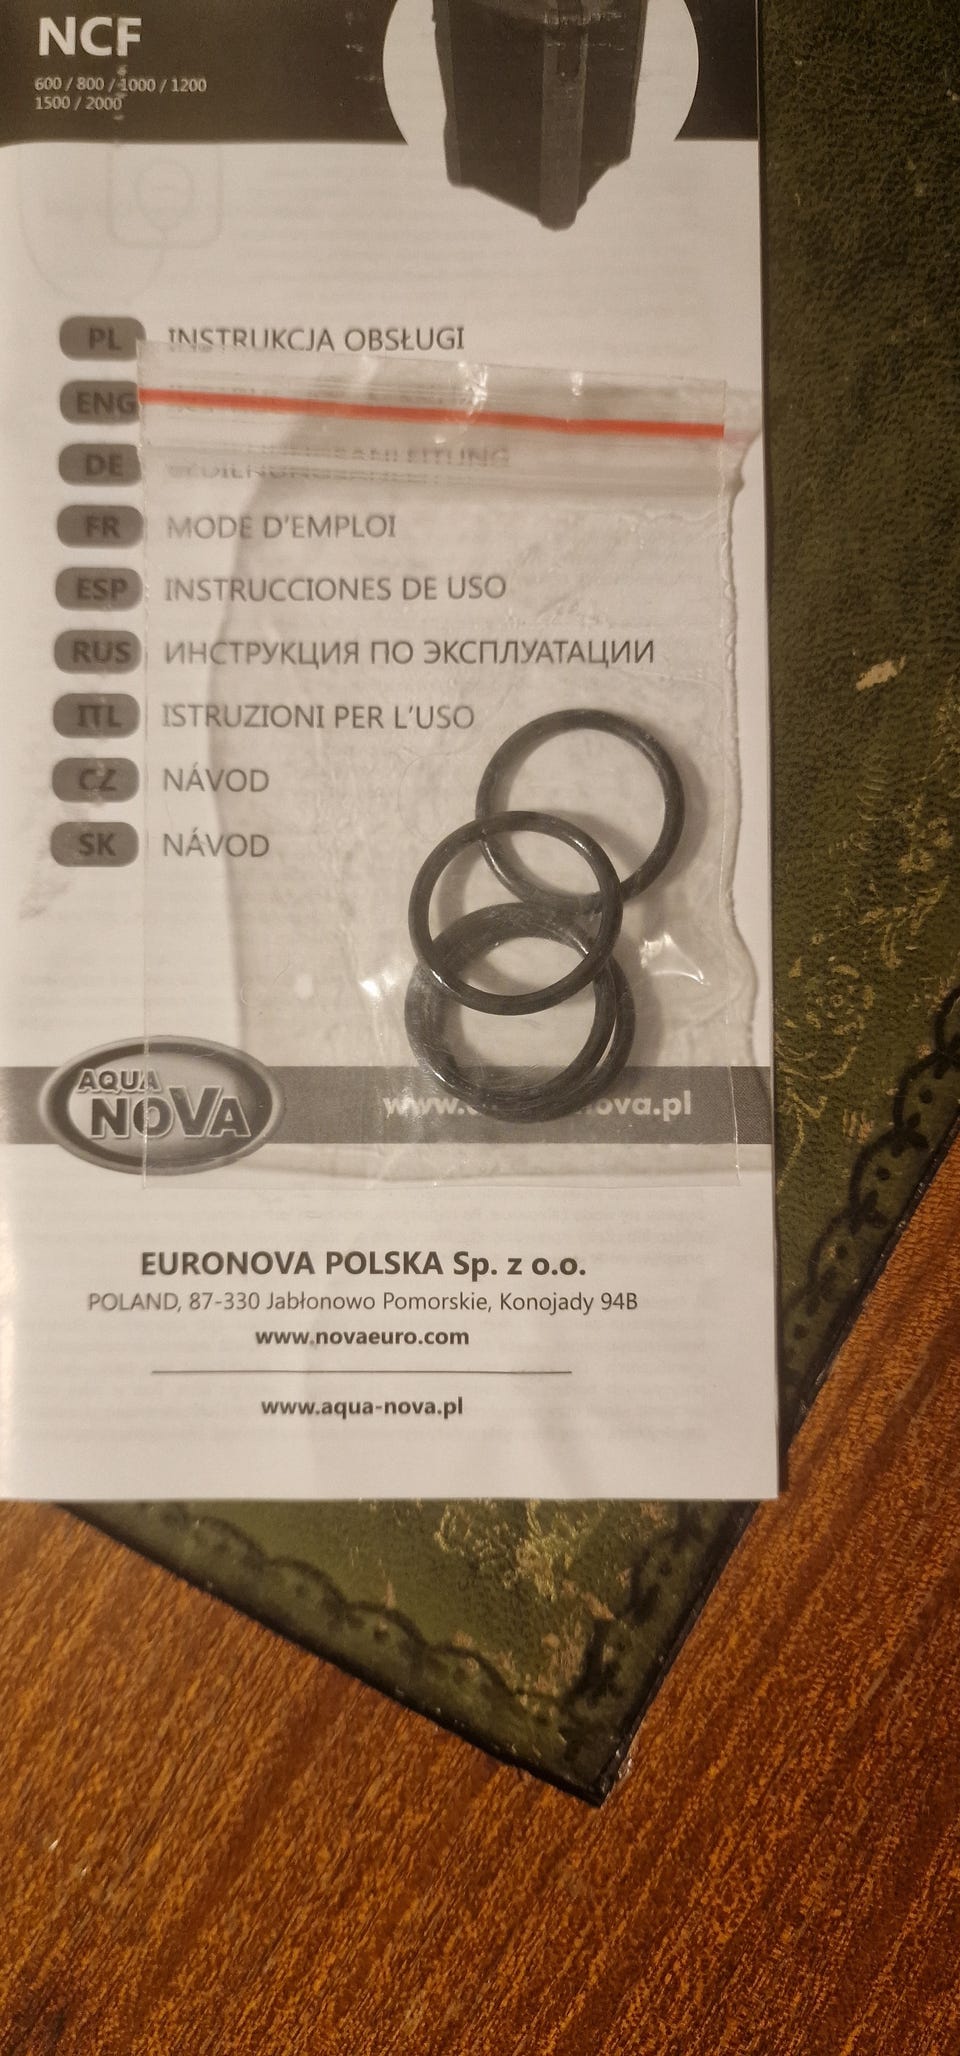 NCF
600 / 800 / 1000 / 1200
1500 / 2000
PL INSTRUKCJA OBSŁUGI
ENG
DE
FR MODE D'EMPLOI
ESP INSTRUCCIONES DE USO
RUS ИНСТРУКЦИЯ ПО ЭКСПЛУАТАЦИИ
ITL ISTRUZIONI PER L'USO
CZ NÁVOD
SK NÁVOD
AQUA
NOVA
EURONOVA POLSKA Sp. z o.o.
POLAND, 87-330 Jabłonowo Pomorskie, Konojady 94B
www.novaeuro.com
www.aqua-nova.pl